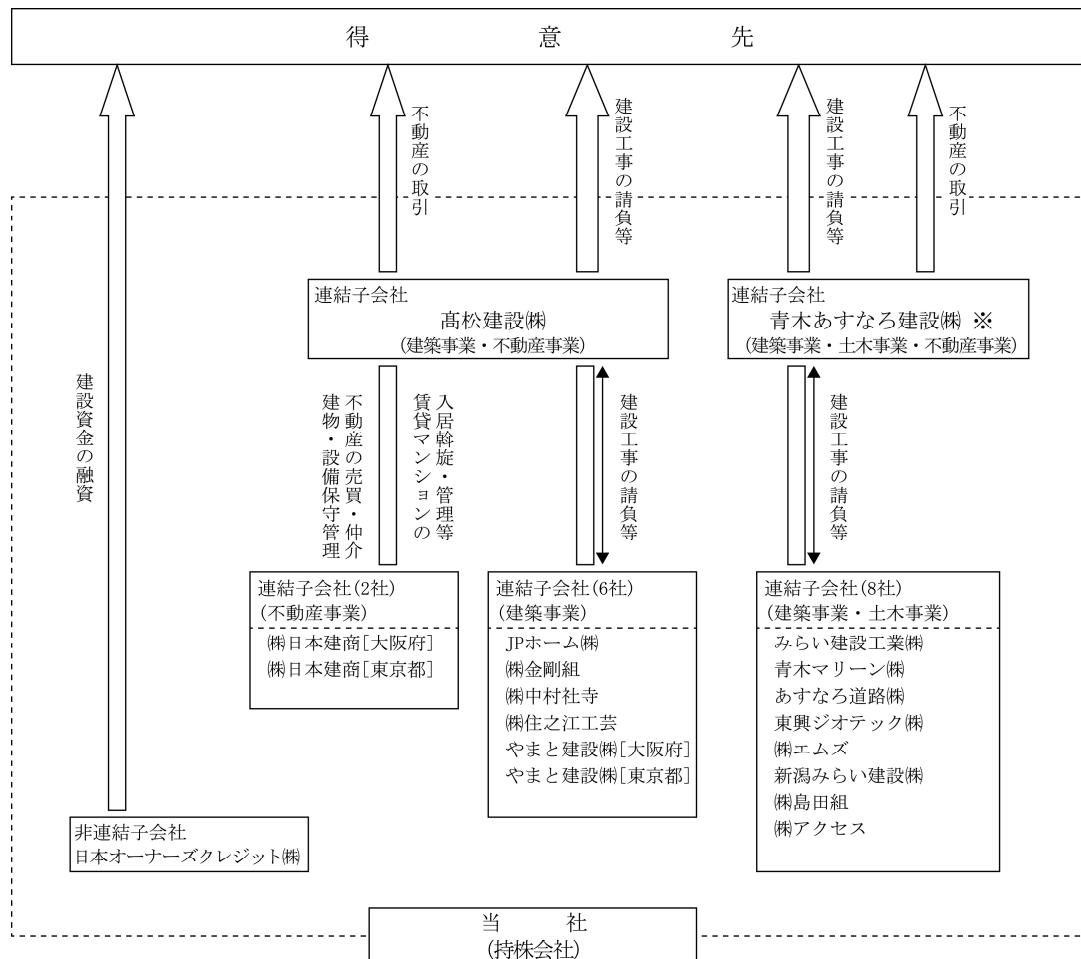 得意先
不動産の取引
建設工事の請負等
建設工事の請負等
不動産の取引
連結子会社
髙松建設㈱
(建築事業・不動産事業)
連結子会社
青木あすなろ建設㈱ ※
(建築事業・土木事業・不動産事業)
建設資金の融資
不動産の売買・仲介
建物・設備保守管理
入居斡旋・管理等
賃貸マンションの
建設工事の請負等
建設工事の請負等
連結子会社(2社)
(不動産事業)
㈱日本建商[大阪府]
㈱日本建商[東京都]
連結子会社(6社)
(建築事業)
JPホーム㈱
㈱金剛組
㈱中村社寺
㈱住之江工芸
やまと建設㈱[大阪府]
やまと建設㈱[東京都]
連結子会社(8社)
(建築事業・土木事業)
みらい建設工業㈱
青木マリーン㈱
あすなろ道路㈱
東興ジオテック㈱
㈱エムズ
新潟みらい建設㈱
㈱島田組
㈱アクセス
非連結子会社
日本オーナーズクレジット㈱
当社
(持株会社)